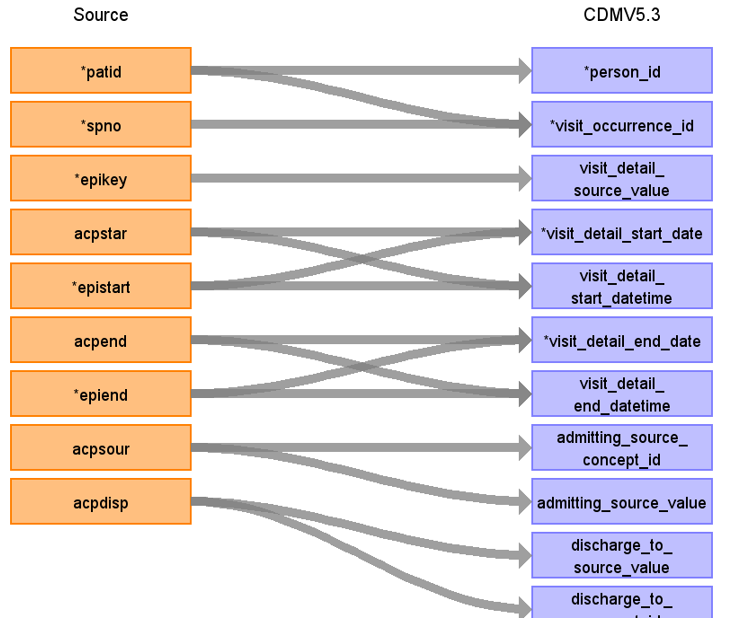 Source CDMV5.3
*patid *person_id
*spno *visit_occurrence_id
*epikey visit_detail_
source_value
acpstar *visit_detail_start_date
*epistart visit_detail_
start_datetime
acpend *visit_detail_end_date
*epiend visit_detail_
end_datetime
acpsour admitting_source_
concept_id
acpdisp admitting_source_value
discharge_to_
source_value
discharge_to_